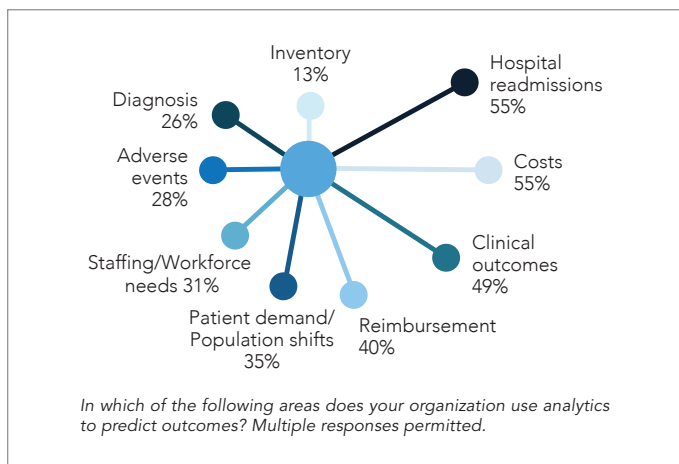 Inventory
13%
Hospital
readmissions
55%
Diagnosis
26%
Adverse
events
28%
Costs
55%
Staffing/Workforce
needs 31%
Clinical
outcomes
49%
Patient demand/
Population shifts
35%
Reimbursement
40%
In which of the following areas does your organization use analytics
to predict outcomes? Multiple responses permitted.